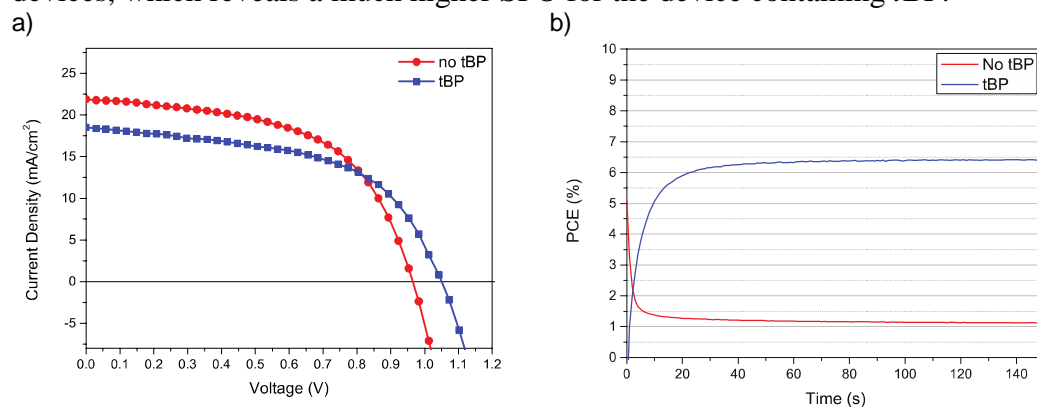 devices, which reveals a much higher SPO for the device containing tBP.
a)
b)
no tBP
tBP
25
20
15
10
5
0
-5
Current Density (mA/cm²)
0.0 0.1 0.2 0.3 0.4 0.5 0.6 0.7 0.8 0.9 1.0 1.1 1.2
Voltage (V)
No tBP
tBP
10
9
8
7
6
5
4
3
2
1
0
PCE (%)
0 20 40 60 80 100 120 140
Time (s)